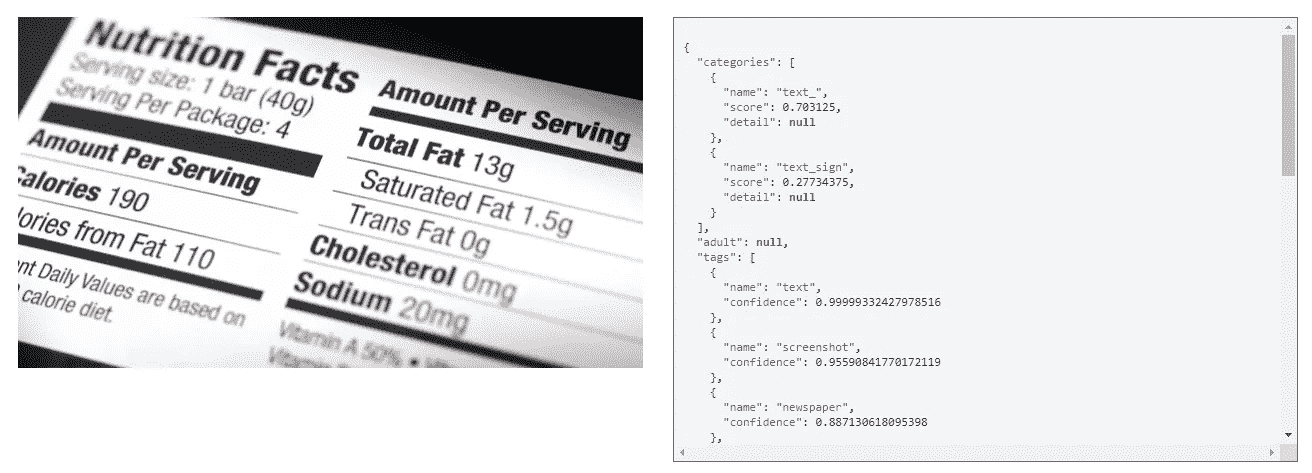 Nutrition Facts
Serving size: 1 bar (40g)
Serving Per Package: 4
Amount Per Serving
Calories 190
lories from Fat 110
nt Daily Values are based on
calorie diet.
Amount Per Serving
Total Fat 13g
Saturated Fat 1.5g
Trans Fat 0g
Cholesterol 0mg
Sodium 20mg
Vitamin A 50% •
Vitamin
{
"categories": [
{
"name": "text_",
"score": 0.703125,
"detail": null
},
{
"name": "text_sign",
"score": 0.27734375,
"detail": null
}
],
"adult": null,
"tags": [
{
"name": "text",
"confidence": 0.99999332427978516
},
{
"name": "screenshot",
"confidence": 0.95590841770172119
},
{
"name": "newspaper",
"confidence": 0.887130618095398
},